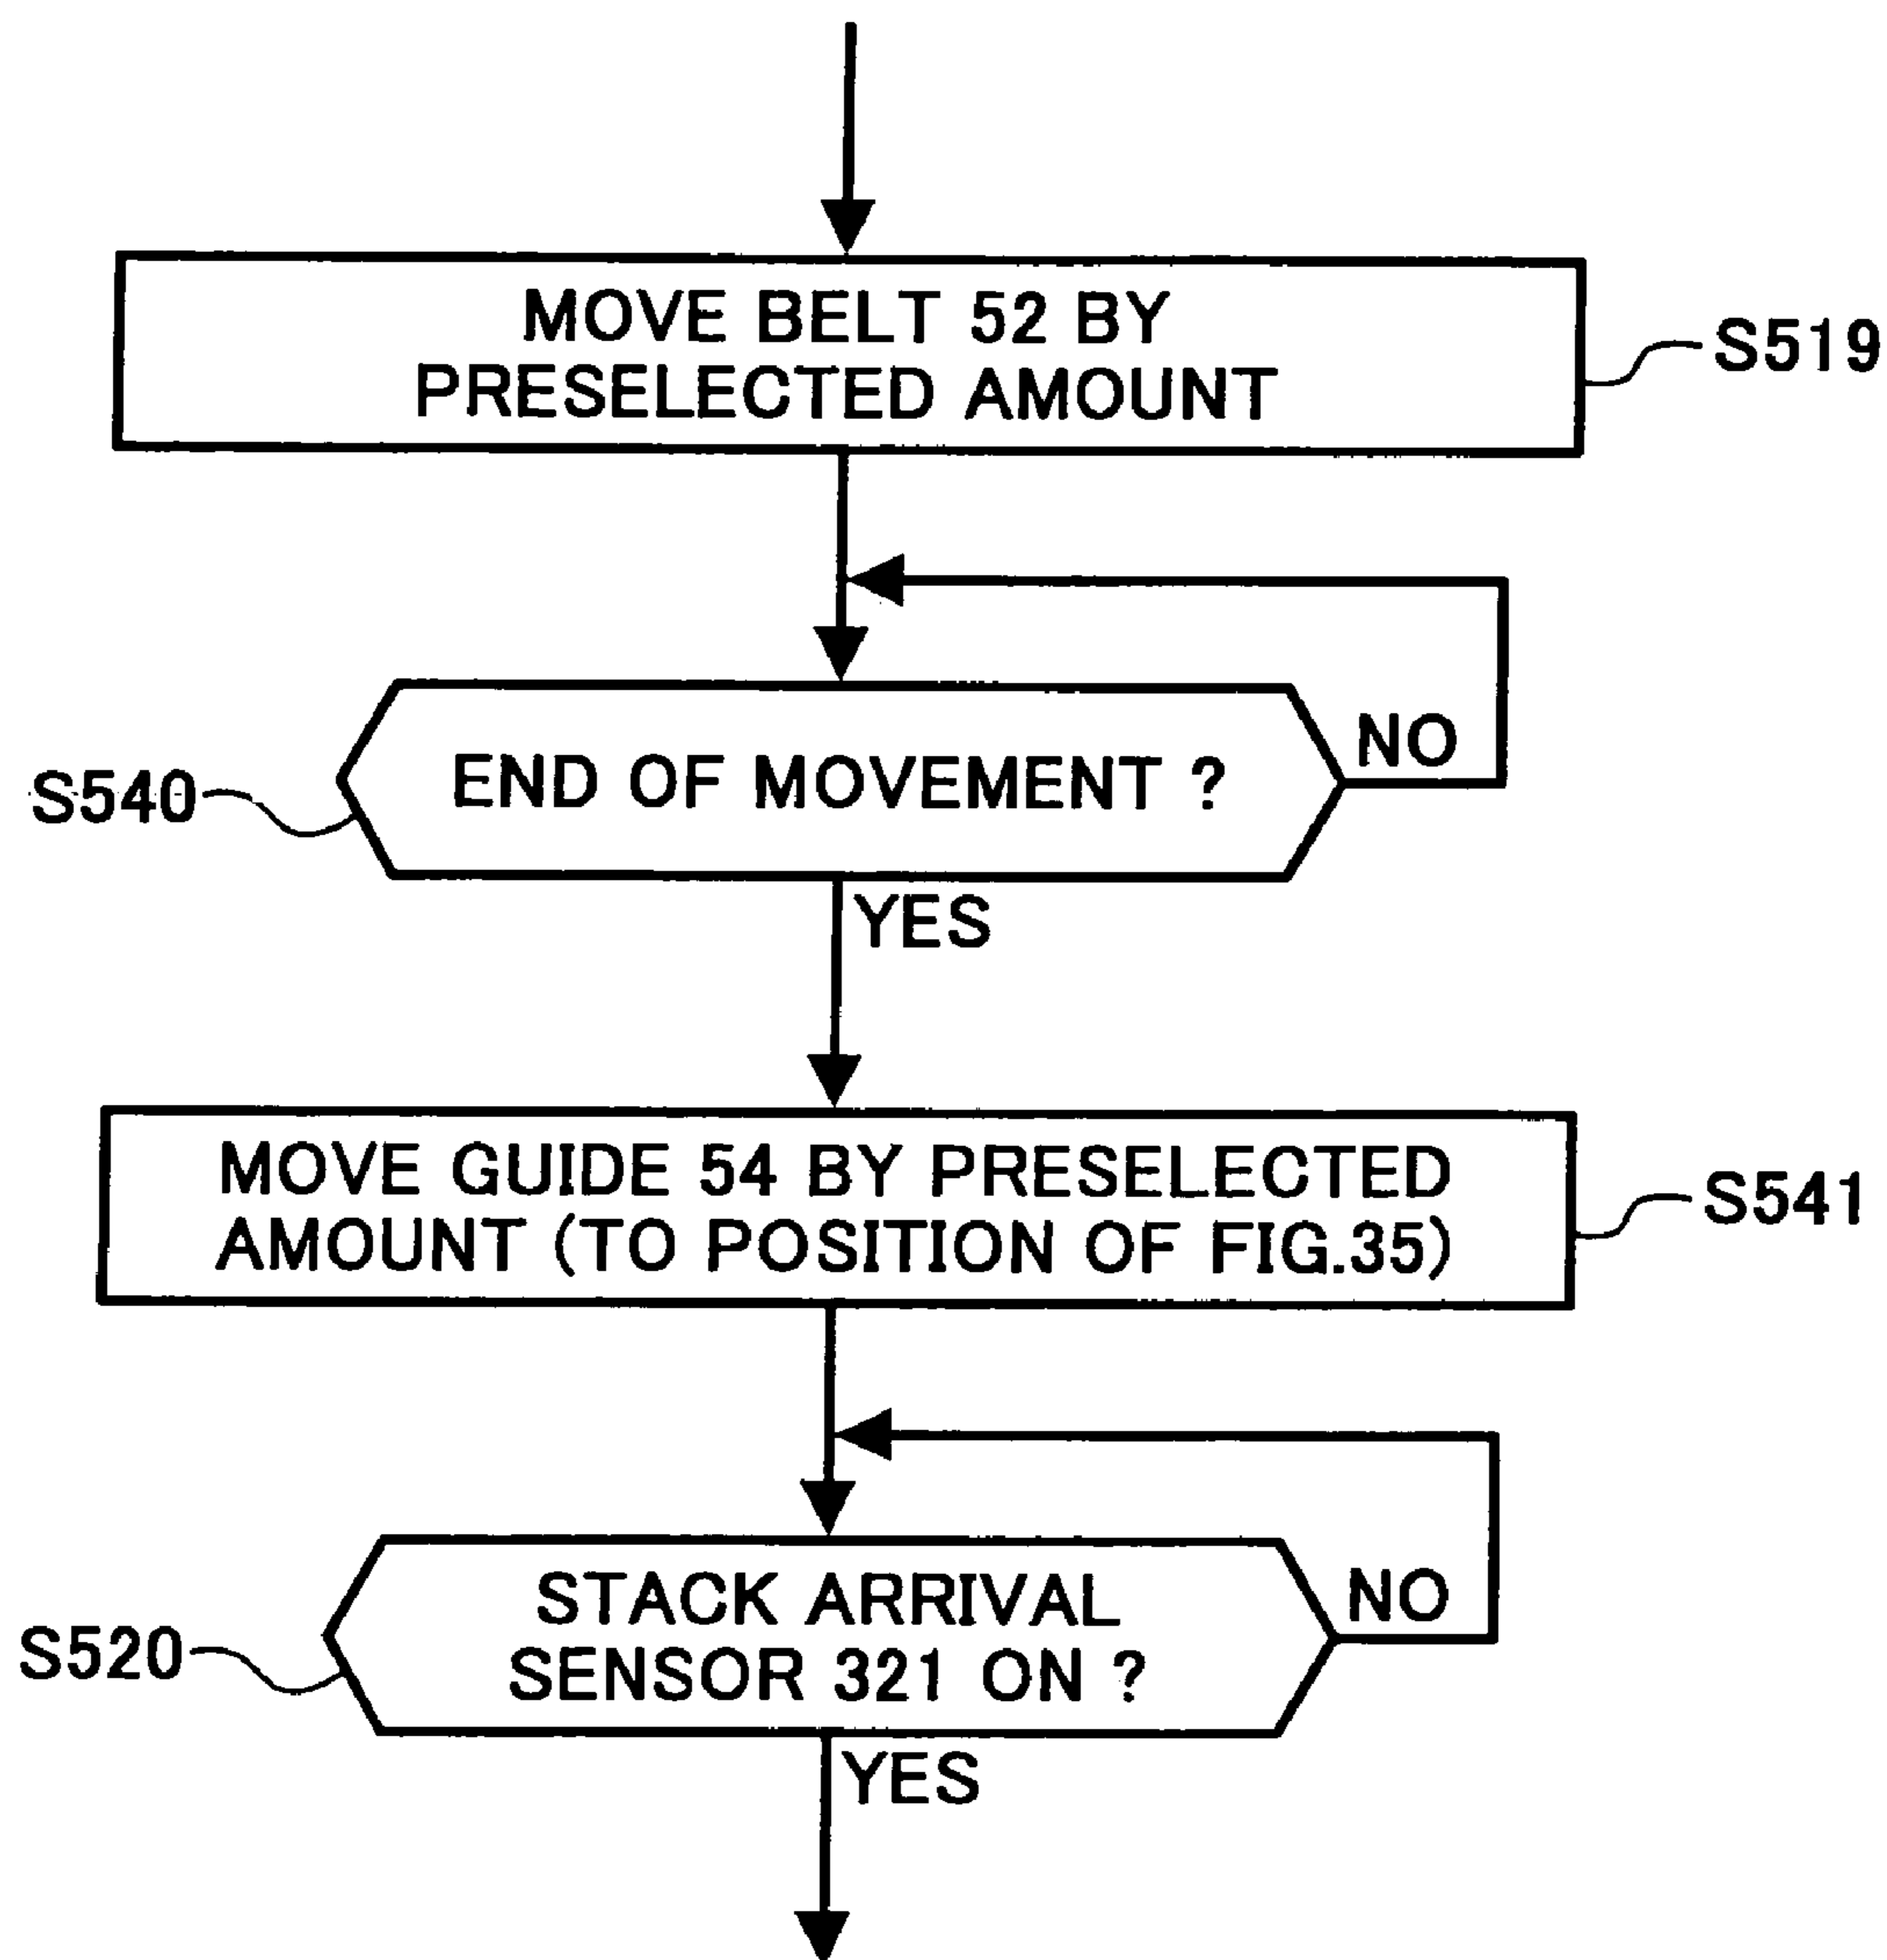 MOVE BELT 52 BY
PRESELECTED AMOUNT
S519
END OF MOVEMENT ?
NO
S540
YES
MOVE GUIDE 54 BY PRESELECTED
AMOUNT (TO POSITION OF FIG.35)
S541
STACK ARRIVAL
SENSOR 321 ON ?
NO
S520
YES